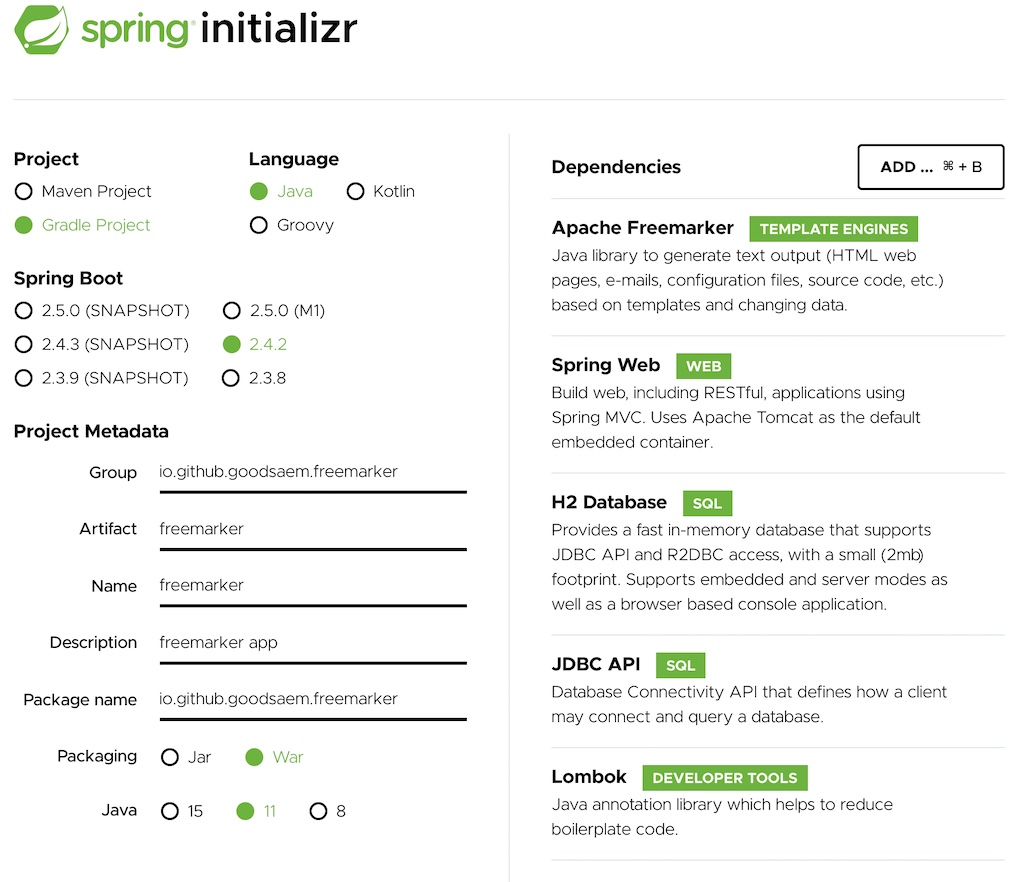 spring initializr
Project
Maven Project
Gradle Project
Language
Java Kotlin
Groovy
Spring Boot
2.5.0 (SNAPSHOT) 2.5.0 (M1)
2.4.3 (SNAPSHOT) 2.4.2
2.3.9 (SNAPSHOT) 2.3.8
Project Metadata
Group io.github.goodsaem.freemarker
Artifact freemarker
Name freemarker
Description freemarker app
Package name io.github.goodsaem.freemarker
Packaging Jar War
Java 15 11 8
Dependencies ADD ... ⌘ + B
Apache Freemarker TEMPLATE ENGINES
Java library to generate text output (HTML web
pages, e-mails, configuration files, source code, etc.)
based on templates and changing data.
Spring Web WEB
Build web, including RESTful, applications using
Spring MVC. Uses Apache Tomcat as the default
embedded container.
H2 Database SQL
Provides a fast in-memory database that supports
JDBC API and R2DBC access, with a small (2mb)
footprint. Supports embedded and server modes as
well as a browser based console application.
JDBC API SQL
Database Connectivity API that defines how a client
may connect and query a database.
Lombok DEVELOPER TOOLS
Java annotation library which helps to reduce
boilerplate code.